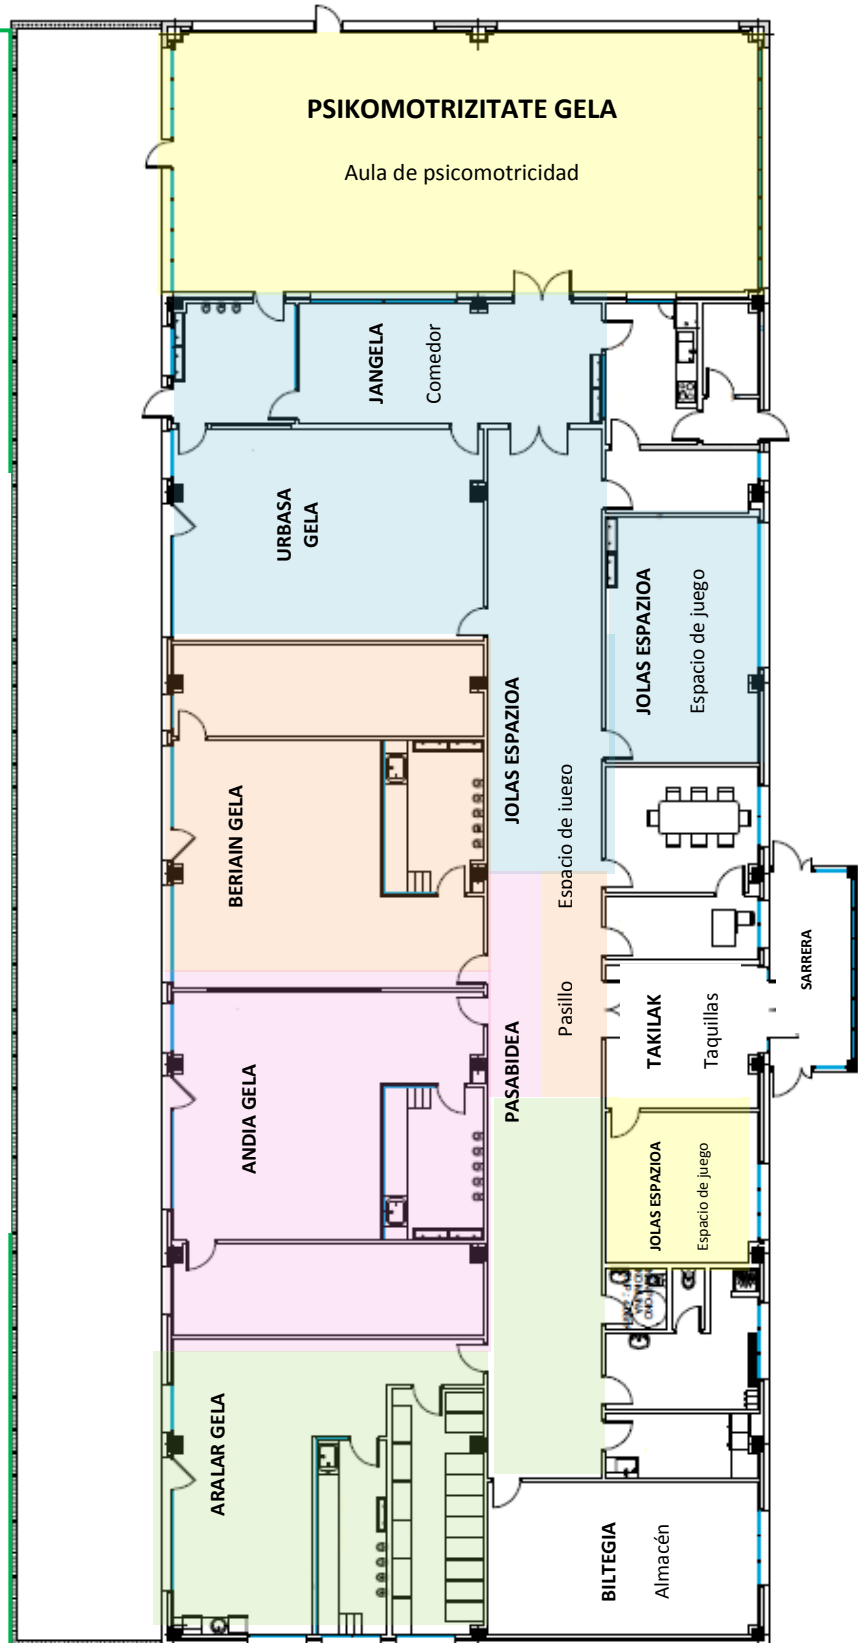 PSIKOMOTRIZITATE GELA
Aula de psicomotricidad
JANGELA
Comedor
URBASA
GELA
JOLAS ESPAZIOA
Espacio de juego
JOLAS ESPAZIOA
Espacio de juego
BERIAIN GELA
SARRERA
TAKILAK
Taquillas
PASABIDEA
Pasillo
ANDIA GELA
JOLAS ESPAZIOA
Espacio de juego
ARALAR GELA
BILTEGIA
Almacén